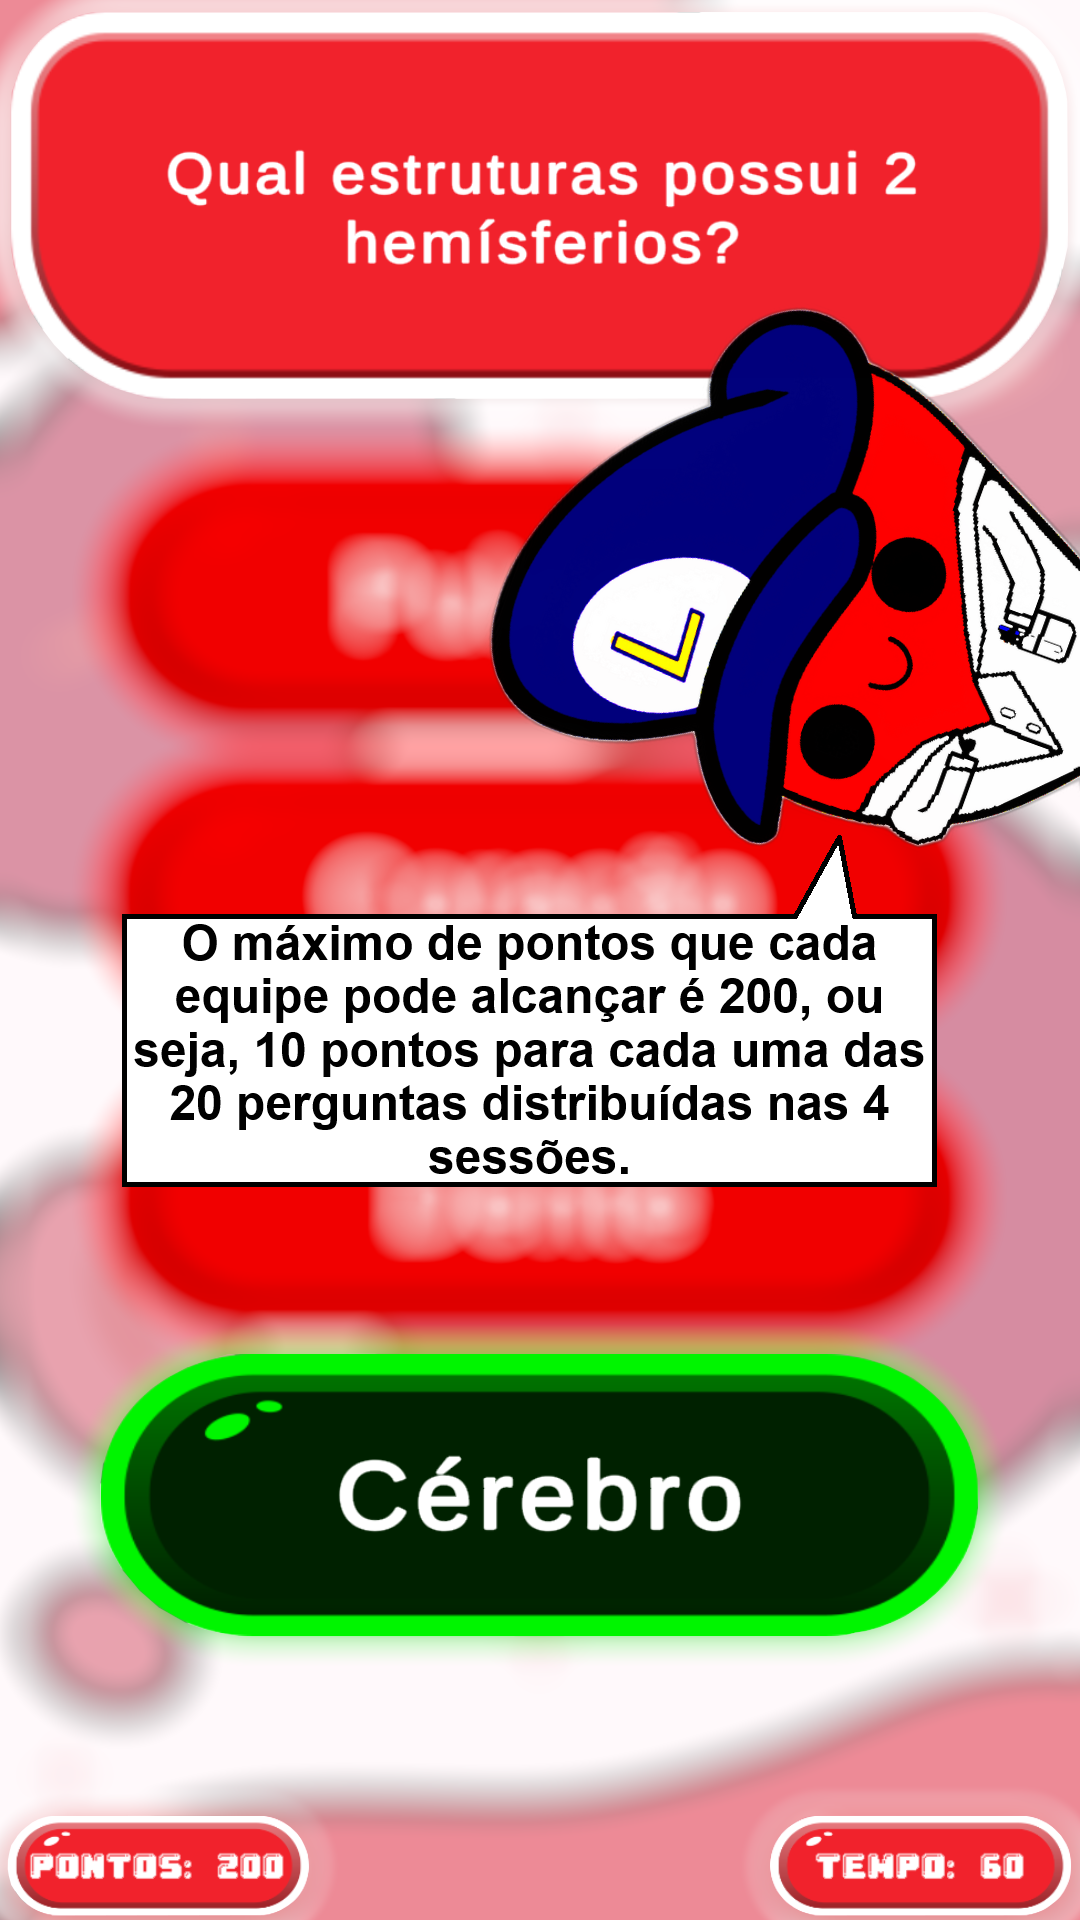 Qual estruturas possui 2
hemísferios?
L
O máximo de pontos que cada
equipe pode alcançar é 200, ou
seja, 10 pontos para cada uma das
20 perguntas distribuídas nas 4
sessões.
Cérebro
PONTOS: 200
TEMPO: 60